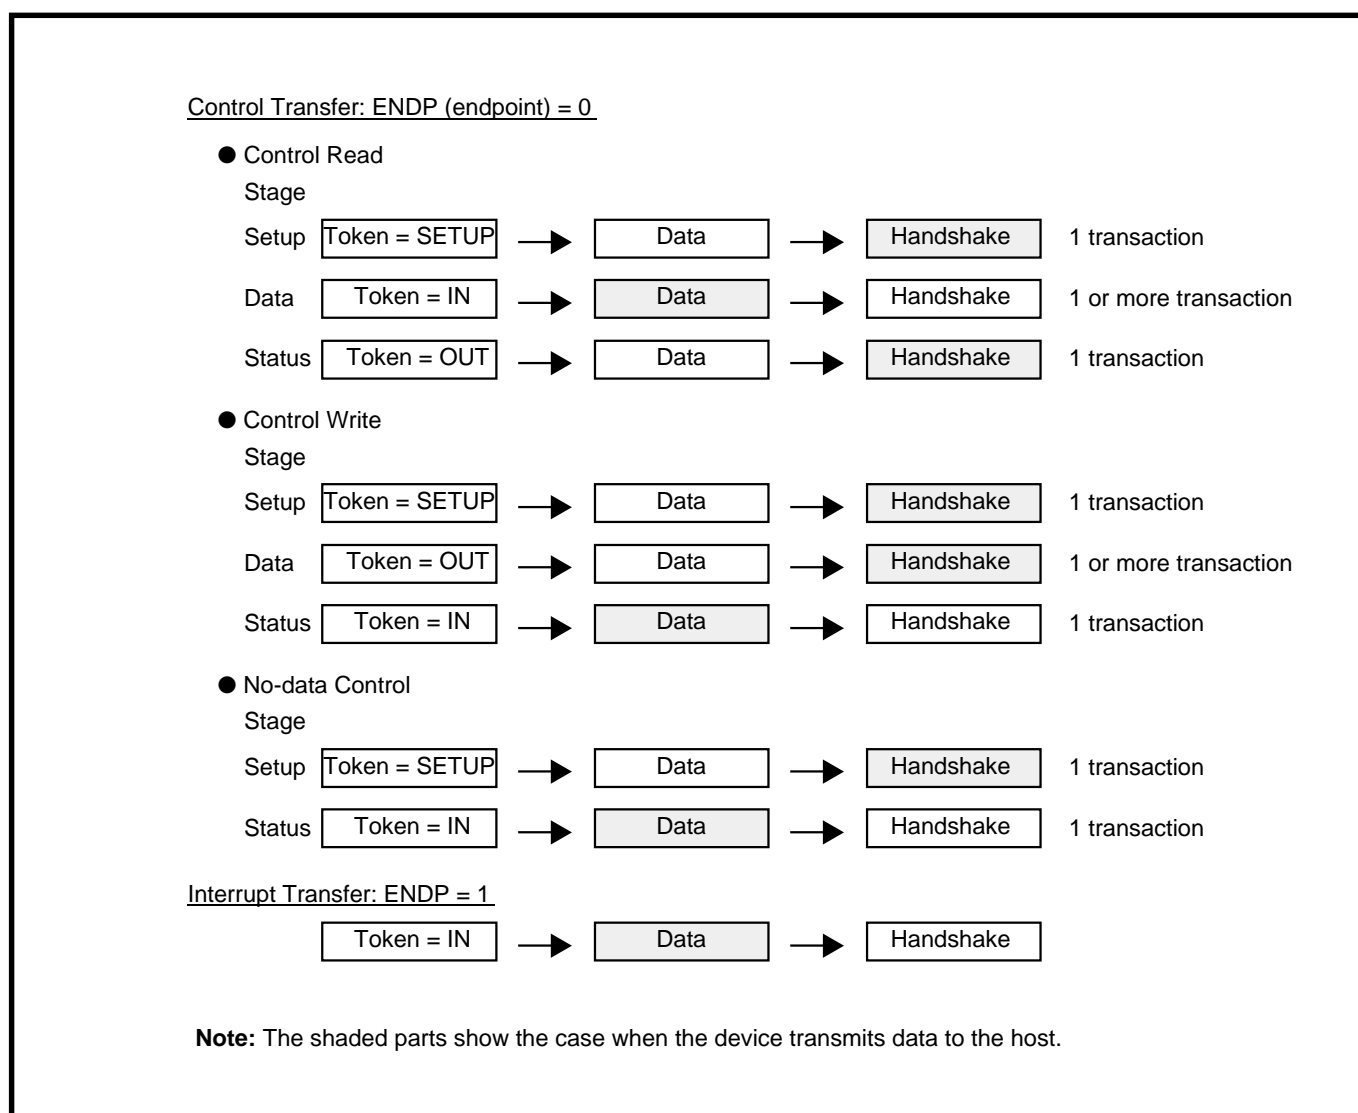 Control Transfer: ENDP (endpoint) = 0
● Control Read
Stage
Setup Token = SETUP Data Handshake 1 transaction
Data Token = IN Data Handshake 1 or more transaction
Status Token = OUT Data Handshake 1 transaction
● Control Write
Stage
Setup Token = SETUP Data Handshake 1 transaction
Data Token = OUT Data Handshake 1 or more transaction
Status Token = IN Data Handshake 1 transaction
● No-data Control
Stage
Setup Token = SETUP Data Handshake 1 transaction
Status Token = IN Data Handshake 1 transaction
Interrupt Transfer: ENDP = 1
Token = IN Data Handshake
Note: The shaded parts show the case when the device transmits data to the host.